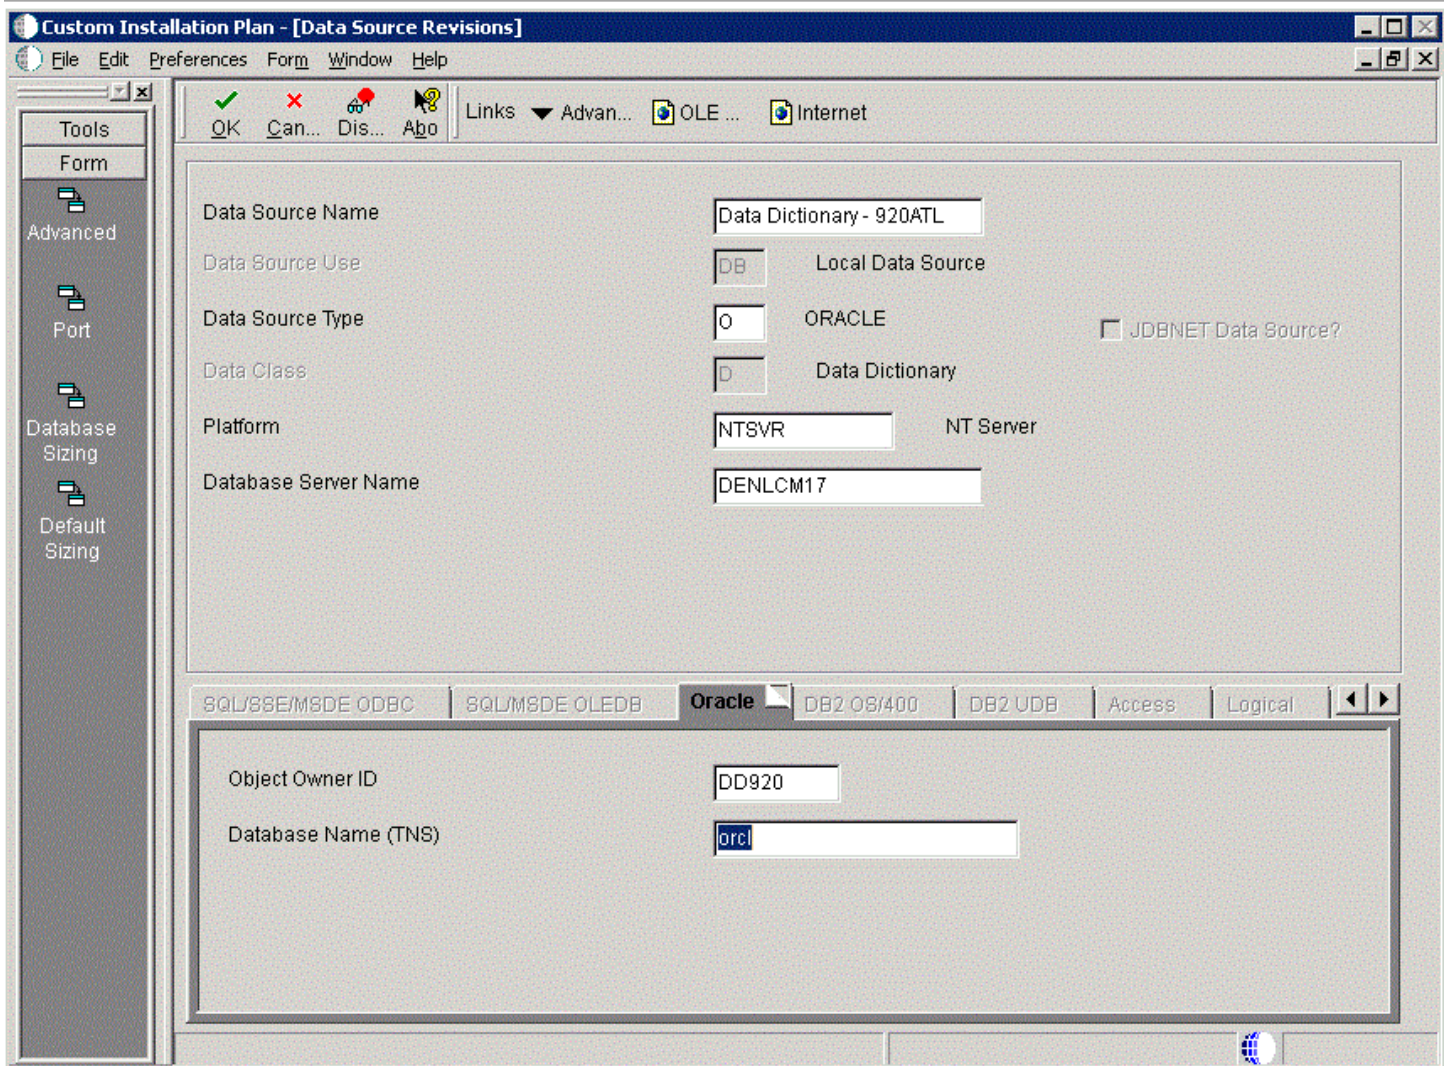 Custom Installation Plan - [Data Source Revisions]
File Edit Preferences Form Window Help
Tools
Form
Advanced
Port
Database
Sizing
Default
Sizing
OK Can... Dis... Abo Links Advan... OLE ... Internet
Data Source Name Data Dictionary - 920ATL
Data Source Use DB Local Data Source
Data Source Type O ORACLE JDBNET Data Source?
Data Class D Data Dictionary
Platform NTSVR NT Server
Database Server Name DENLCM17
SQL/SSE/MSDE ODBC SQL/MSDE OLEDB Oracle DB2 OS/400 DB2 UDB Access Logical
Object Owner ID DD920
Database Name (TNS) orcl